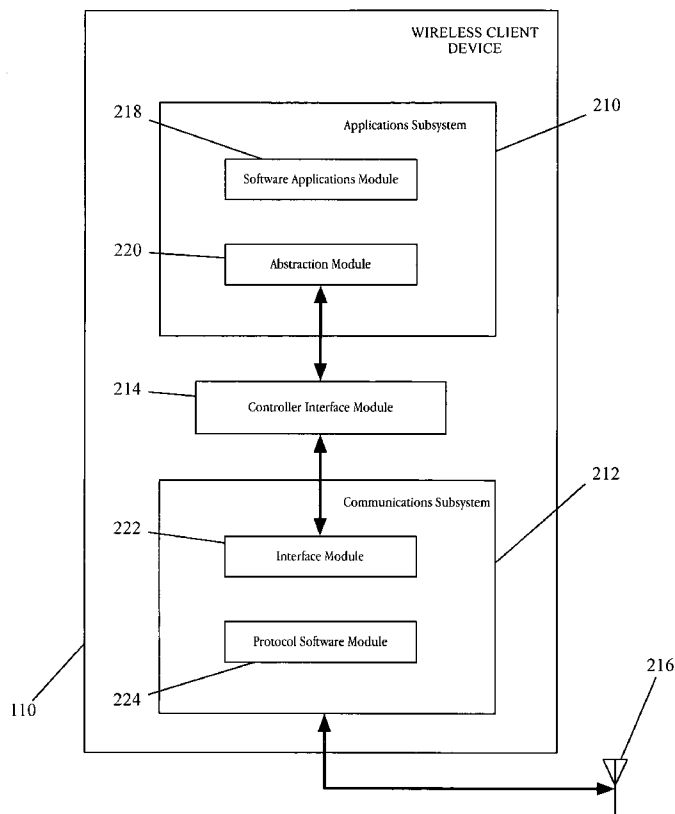 WIRELESS CLIENT
DEVICE
218
Applications Subsystem
210
Software Applications Module
220
Abstraction Module
214
Controller Interface Module
Communications Subsystem
212
222
Interface Module
Protocol Software Module
224
110
216